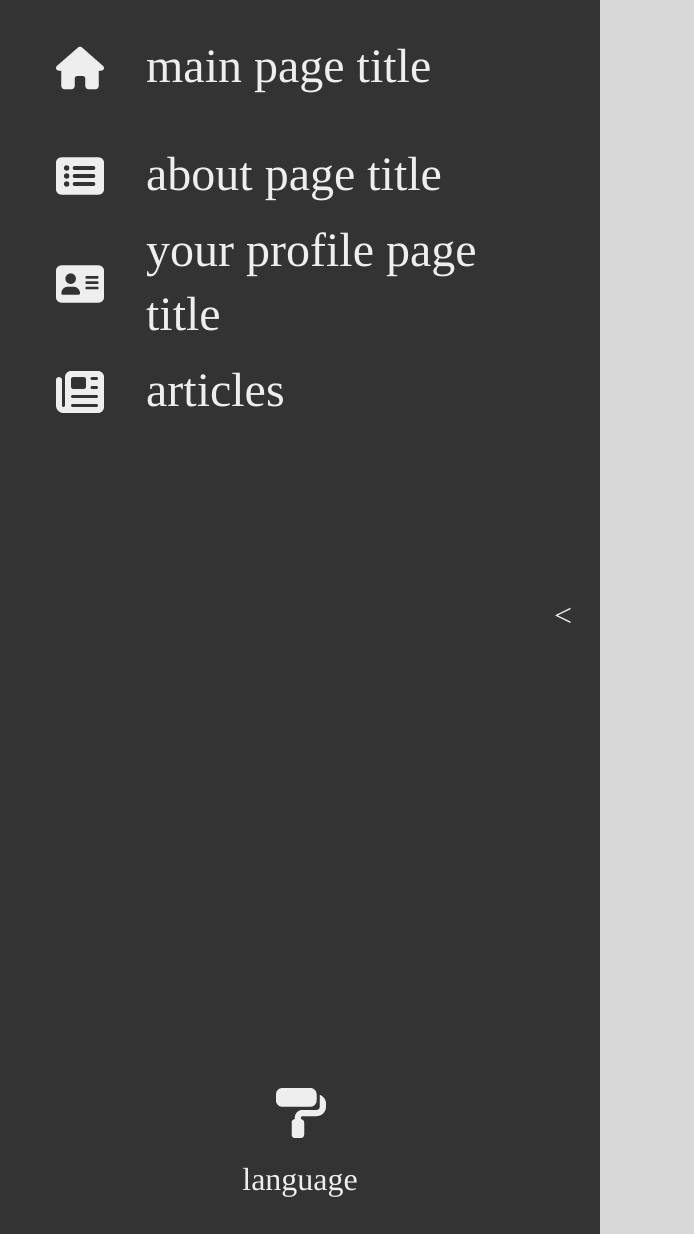 main page title
about page title
your profile page
title
articles
<
language